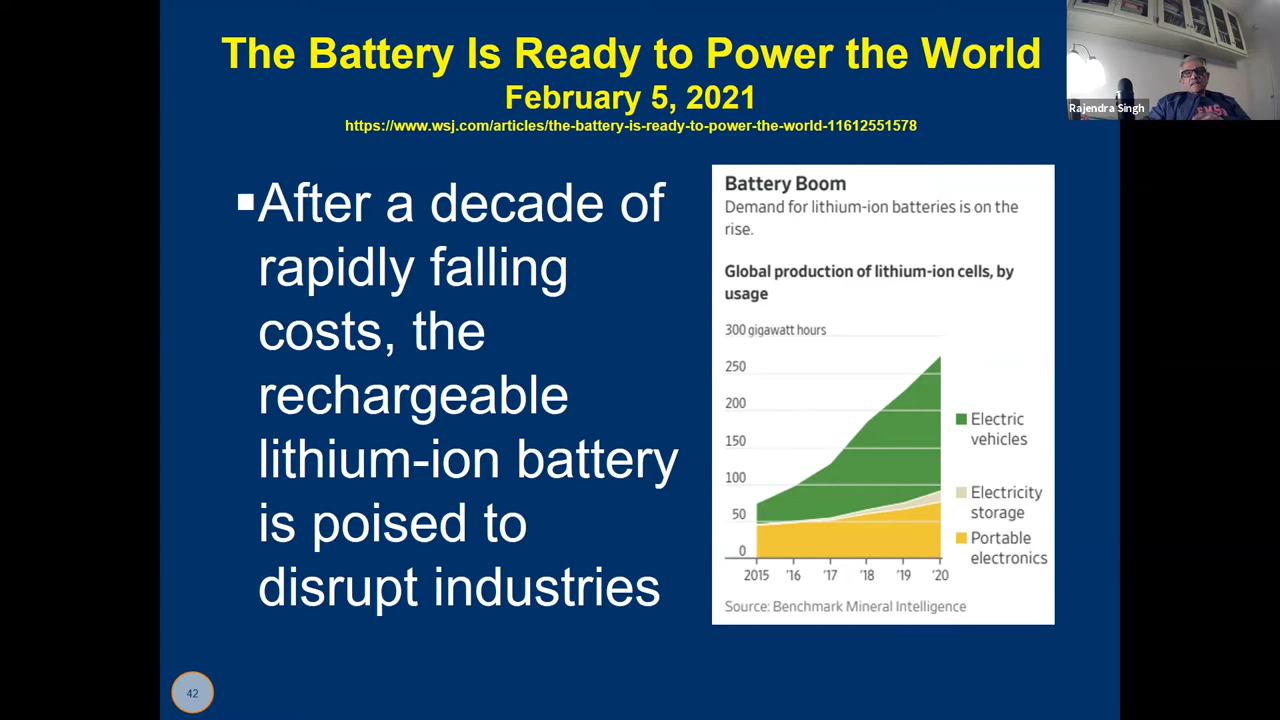 The Battery Is Ready to Power the World
February 5, 2021
https://www.wsj.com/articles/the-battery-is-ready-to-power-the-world-11612551578
Rajendra Singh
▪After a decade of
rapidly falling
costs, the
rechargeable
lithium-ion battery
is poised to
disrupt industries
Battery Boom
Demand for lithium-ion batteries is on the
rise.
Global production of lithium-ion cells, by
usage
300 gigawatt hours
250
200
150
100
50
0
2015 '16 '17 '18 '19 '20
Electric
vehicles
Electricity
storage
Portable
electronics
Source: Benchmark Mineral Intelligence
42